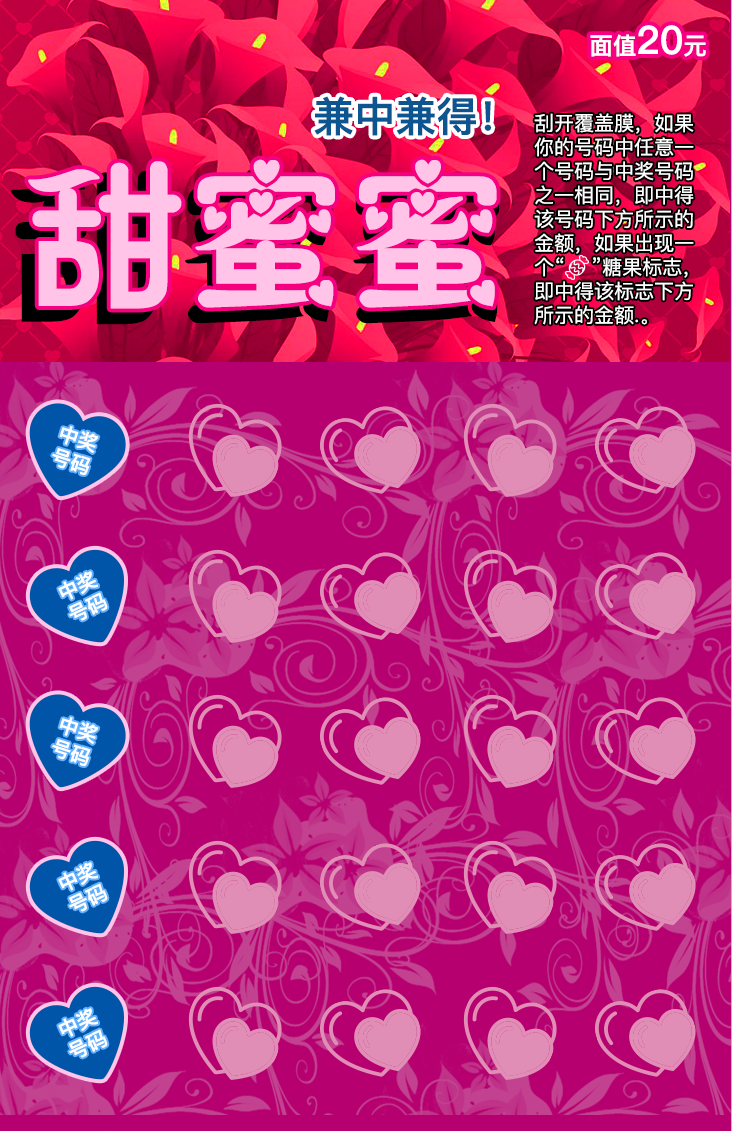 面值20元
兼中兼得!
甜蜜蜜
刮开覆盖膜，如果
你的号码中任意一
个号码与中奖号码
之一相同，即中得
该号码下方所示的
金额，如果出现一
个“ ”糖果标志，
即中得该标志下方
所示的金额.。
中奖
号码
中奖
号码
中奖
号码
中奖
号码
中奖
号码